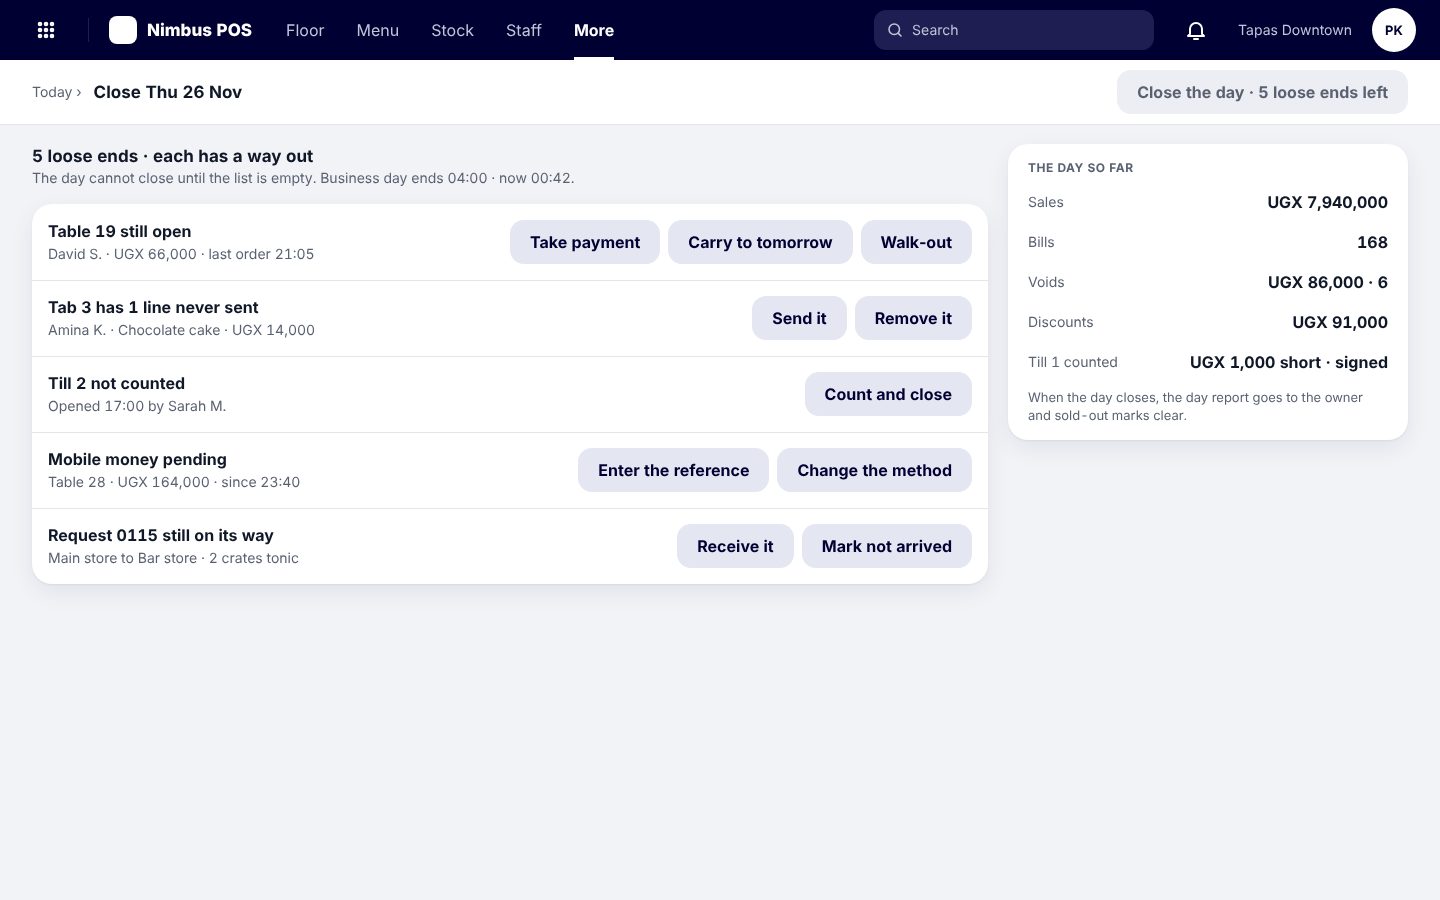 Nimbus POS
Floor
Menu
Stock
Staff
More
Search
Tapas Downtown
PK
Today ›
Close Thu 26 Nov
Close the day · 5 loose ends left
5 loose ends · each has a way out
The day cannot close until the list is empty. Business day ends 04:00 · now 00:42.
Table 19 still open
David S. · UGX 66,000 · last order 21:05
Take payment
Carry to tomorrow
Walk-out
Tab 3 has 1 line never sent
Amina K. · Chocolate cake · UGX 14,000
Send it
Remove it
Till 2 not counted
Opened 17:00 by Sarah M.
Count and close
Mobile money pending
Table 28 · UGX 164,000 · since 23:40
Enter the reference
Change the method
Request 0115 still on its way
Main store to Bar store · 2 crates tonic
Receive it
Mark not arrived
THE DAY SO FAR
Sales UGX 7,940,000
Bills 168
Voids UGX 86,000 · 6
Discounts UGX 91,000
Till 1 counted UGX 1,000 short · signed
When the day closes, the day report goes to the owner
and sold-out marks clear.